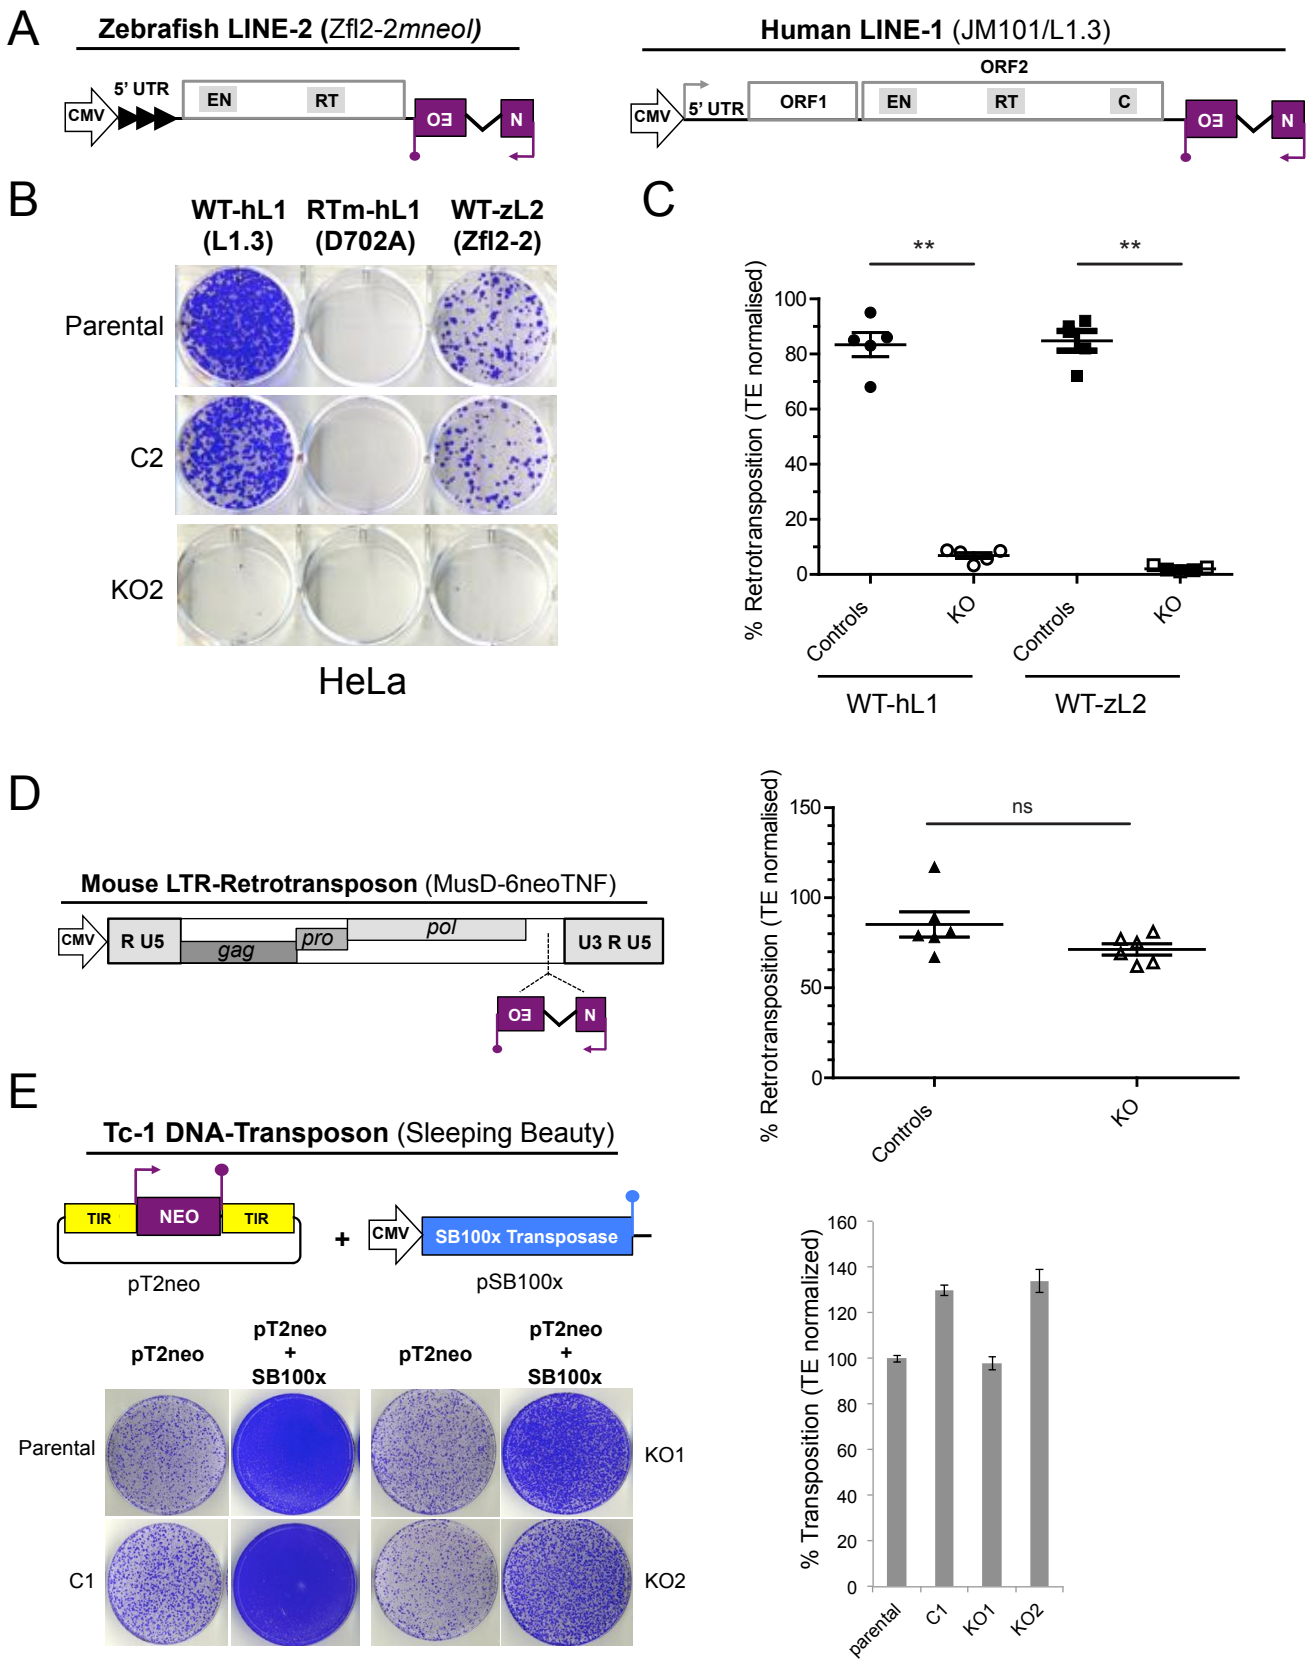 A
Zebrafish LINE-2 (Zfl2-2mneoI)
CMV
5' UTR
EN
RT
OƎ
N
Human LINE-1 (JM101/L1.3)
ORF2
CMV
5' UTR
ORF1
EN
RT
C
OƎ
N
B
WT-hL1 RTm-hL1 WT-zL2
(L1.3) (D702A) (Zfl2-2)
Parental
C2
KO2
HeLa
C
% Retrotransposition (TE normalised)
** **
100
80
60
40
20
0
Controls KO Controls KO
WT-hL1 WT-zL2
D
Mouse LTR-Retrotransposon (MusD-6neoTNF)
CMV
R U5
gag
pro
pol
U3 R U5
OƎ
N
% Retrotransposition (TE normalised)
ns
150
100
50
0
Controls KO
E
Tc-1 DNA-Transposon (Sleeping Beauty)
TIR NEO TIR
pT2neo
+
CMV
SB100x Transposase
pSB100x
pT2neo
pT2neo
+
SB100x
pT2neo
pT2neo
+
SB100x
Parental
KO1
C1
KO2
% Transposition (TE normalized)
160
140
120
100
80
60
40
20
0
parental C1 KO1 KO2